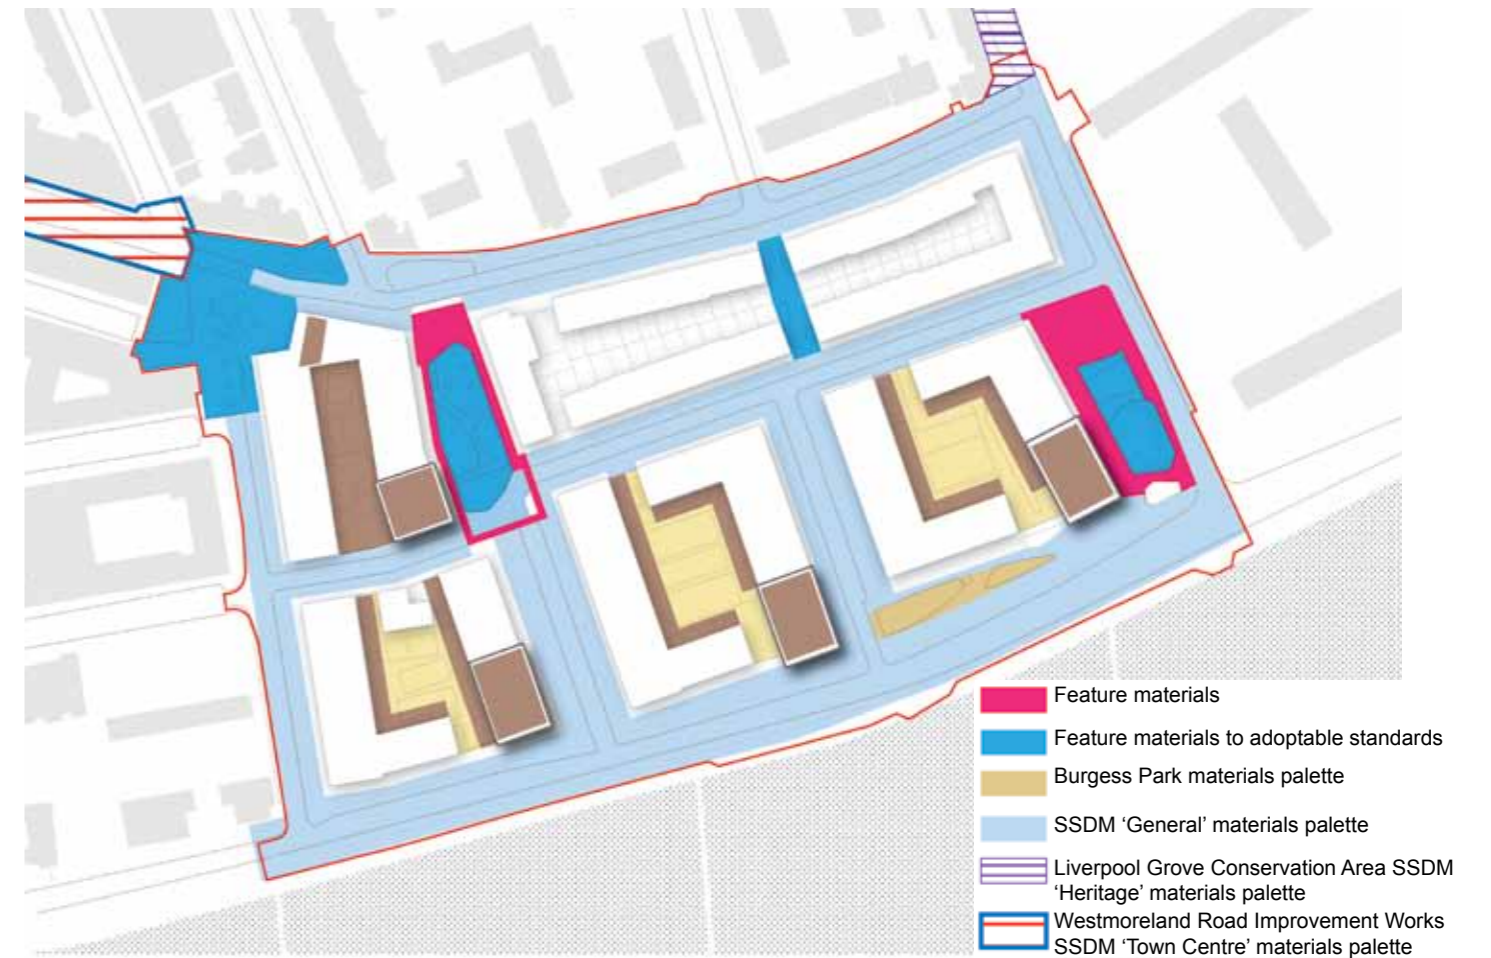 Feature materials
Feature materials to adoptable standards
Burgess Park materials palette
SSDM ‘General’ materials palette
Liverpool Grove Conservation Area SSDM
‘Heritage’ materials palette
Westmoreland Road Improvement Works
SSDM ‘Town Centre’ materials palette